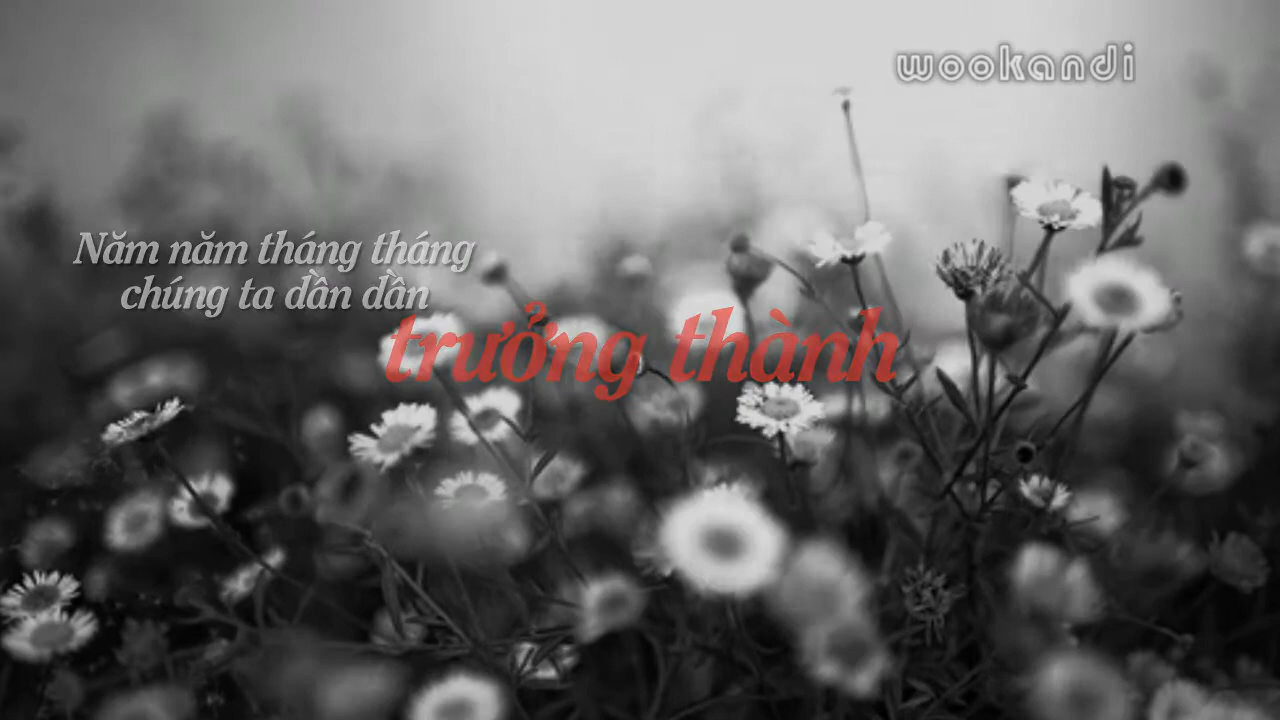 wookandi
Năm năm tháng tháng
chúng ta dần dần
trưởng thành